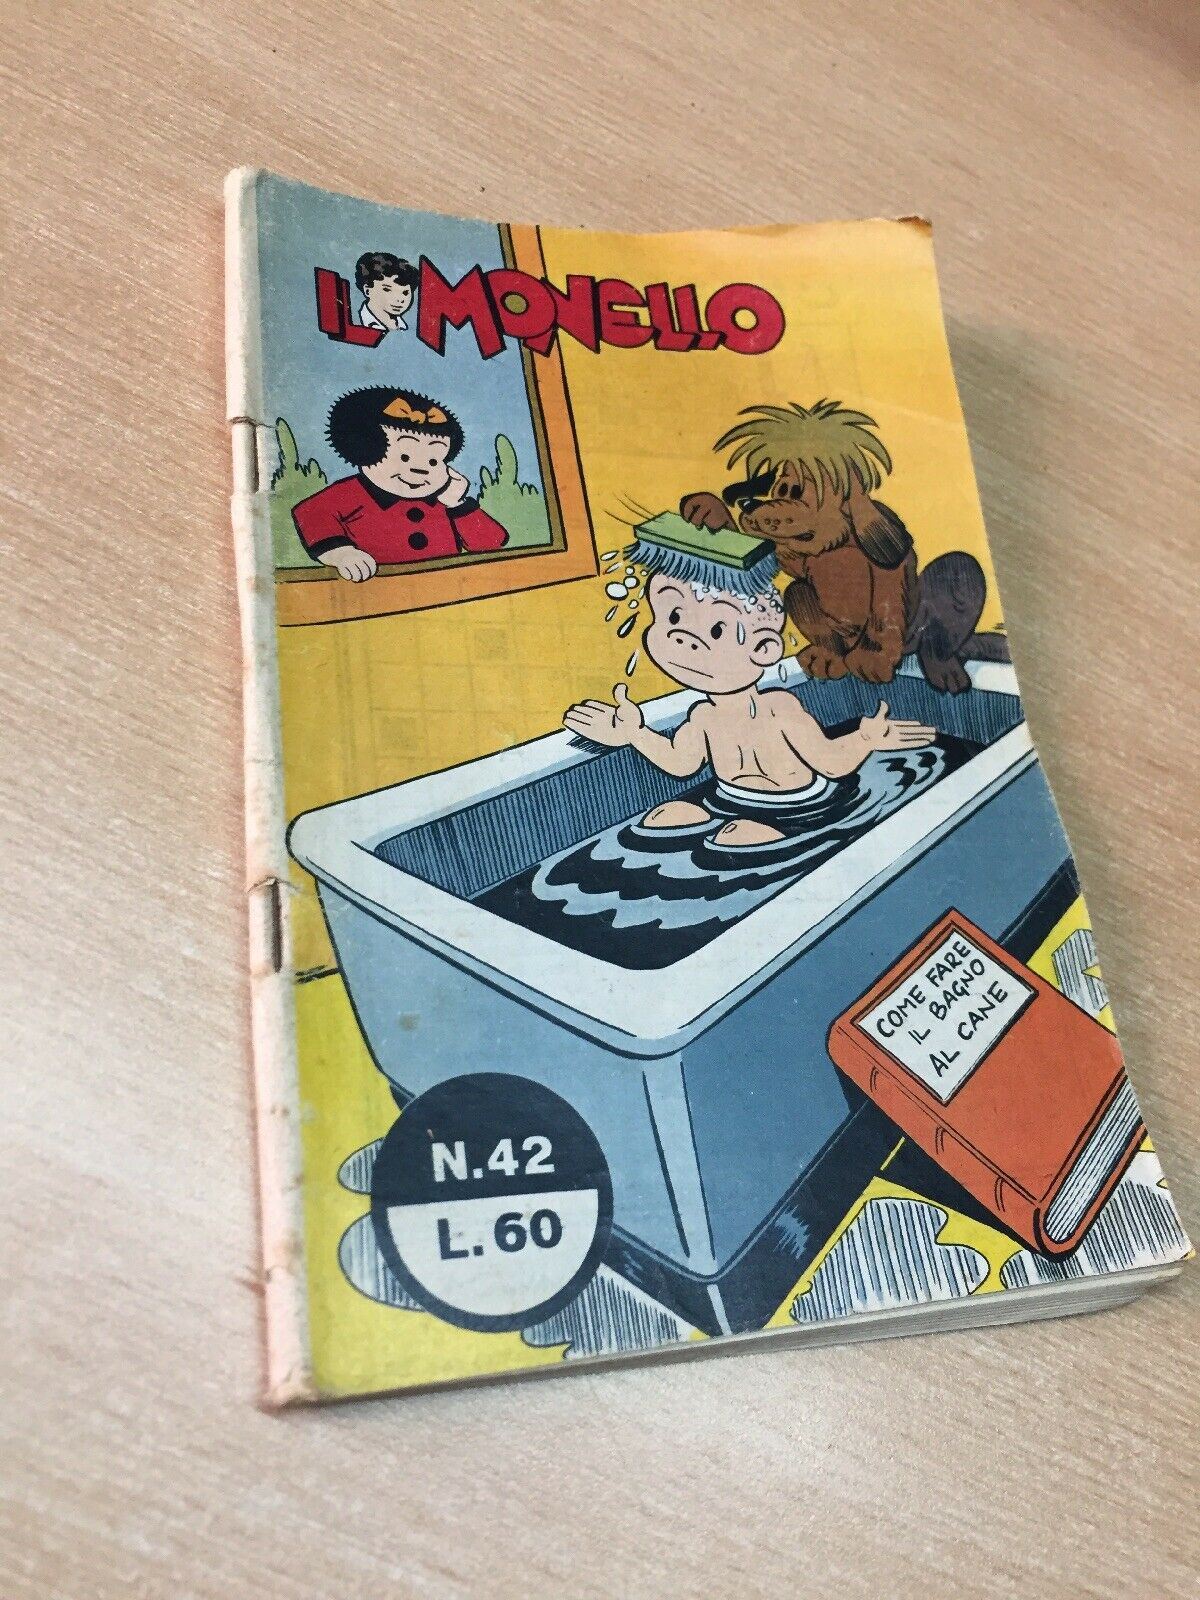 IL MONELLO
COME FARE
IL BAGNO
AL CANE
N.42
L.60